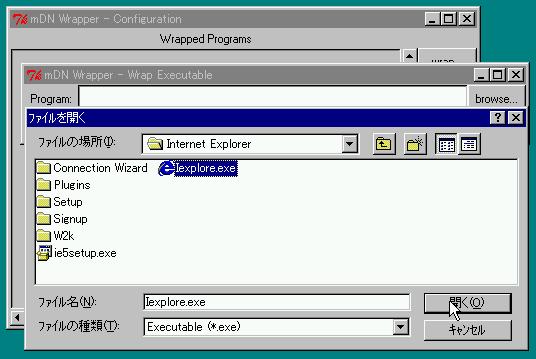 mDN Wrapper - Configuration
Wrapped Programs
mDN Wrapper - Wrap Executable
Program:
browse...
ファイルを開く
ファイルの場所(I):
Internet Explorer
Connection Wizard
Iexplore.exe
Plugins
Setup
Signup
W2k
ie5setup.exe
ファイル名(N):
Iexplore.exe
開く(O)
ファイルの種類(T):
Executable (*.exe)
キャンセル